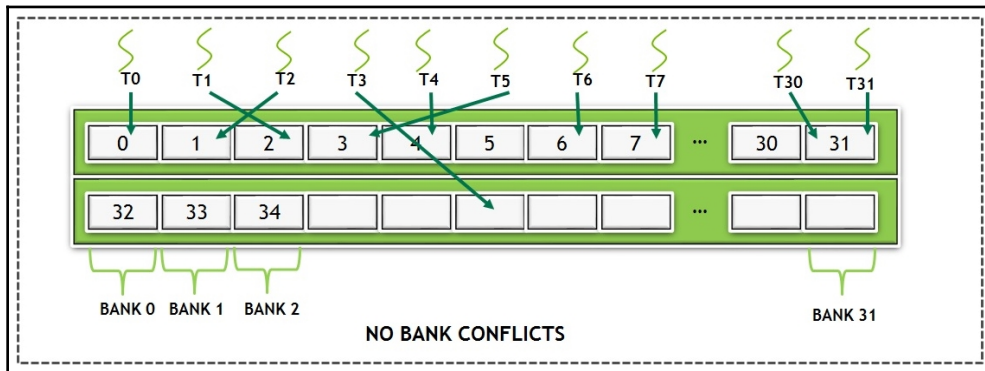 T0 T1 T2 T3 T4 T5 T6 T7 T30 T31
0 1 2 3 4 5 6 7 ... 30 31
32 33 34 ...
BANK 0 BANK 1 BANK 2 BANK 31
NO BANK CONFLICTS